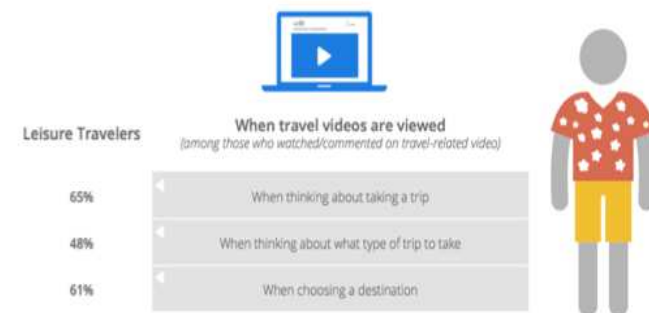 Leisure Travelers
When travel videos are viewed
(among those who watched/commented on travel-related video)
65%
When thinking about taking a trip
48%
When thinking about what type of trip to take
61%
When choosing a destination